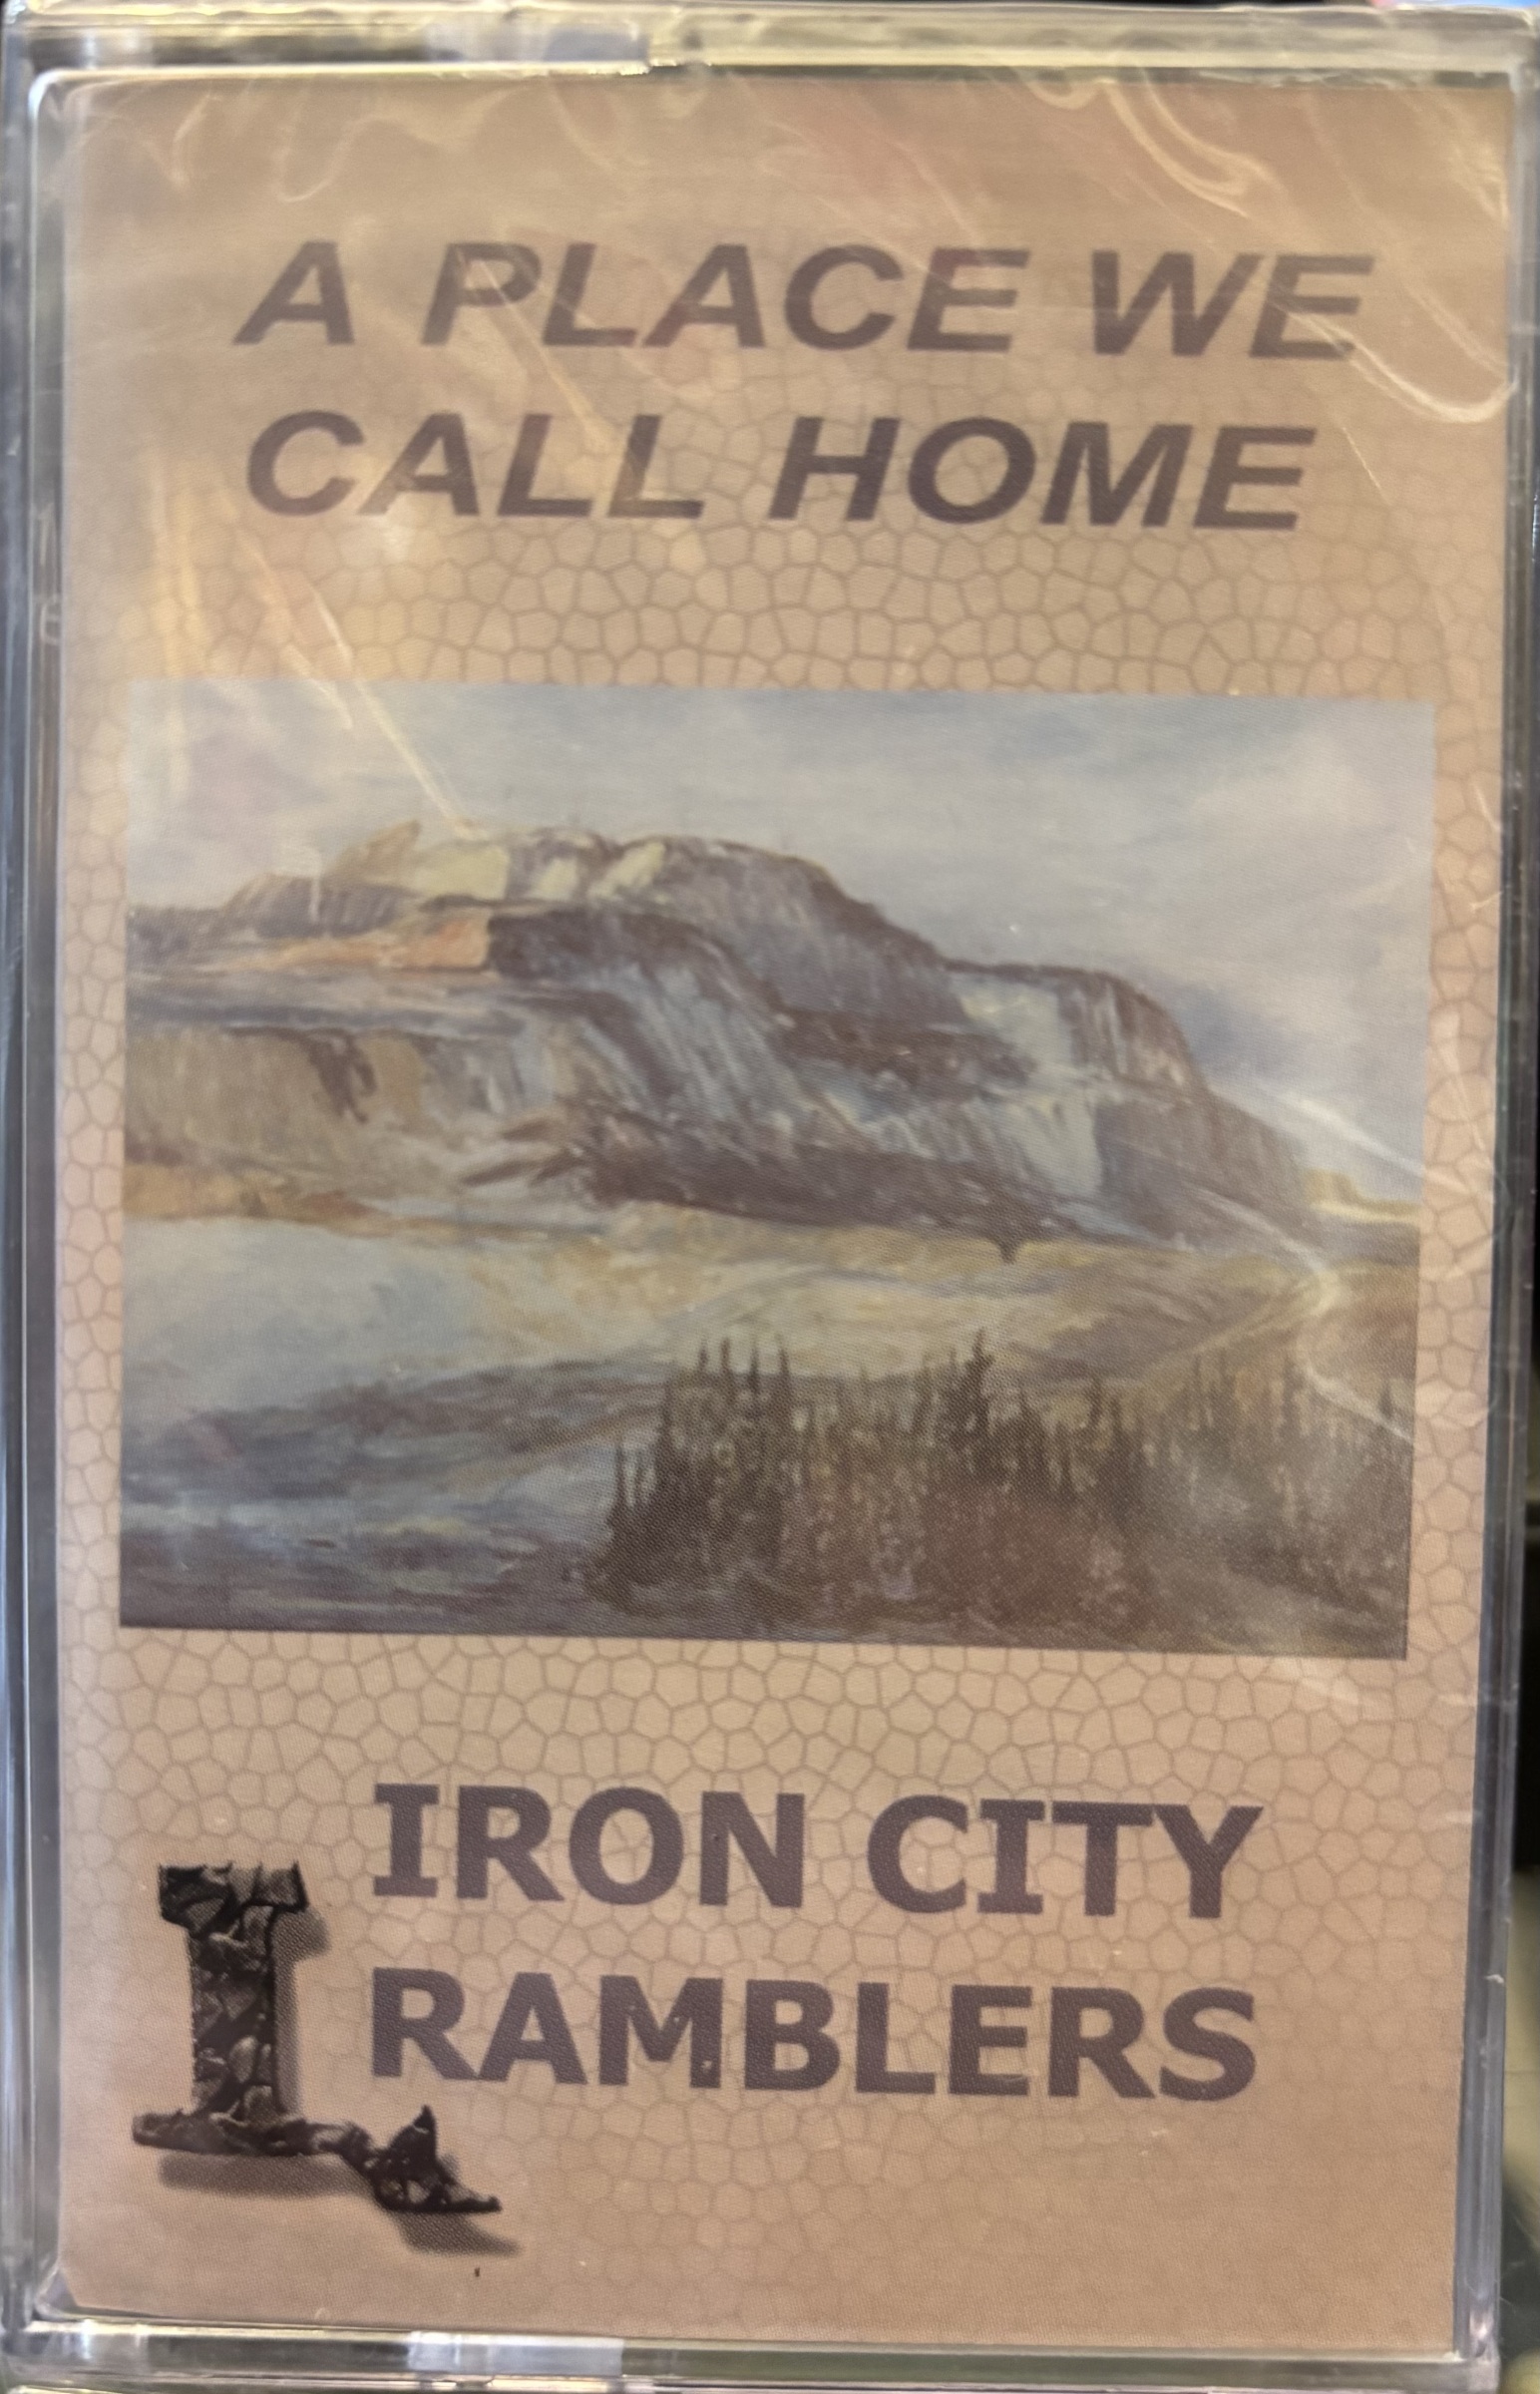 A PLACE WE
CALL HOME
IRON CITY
RAMBLERS